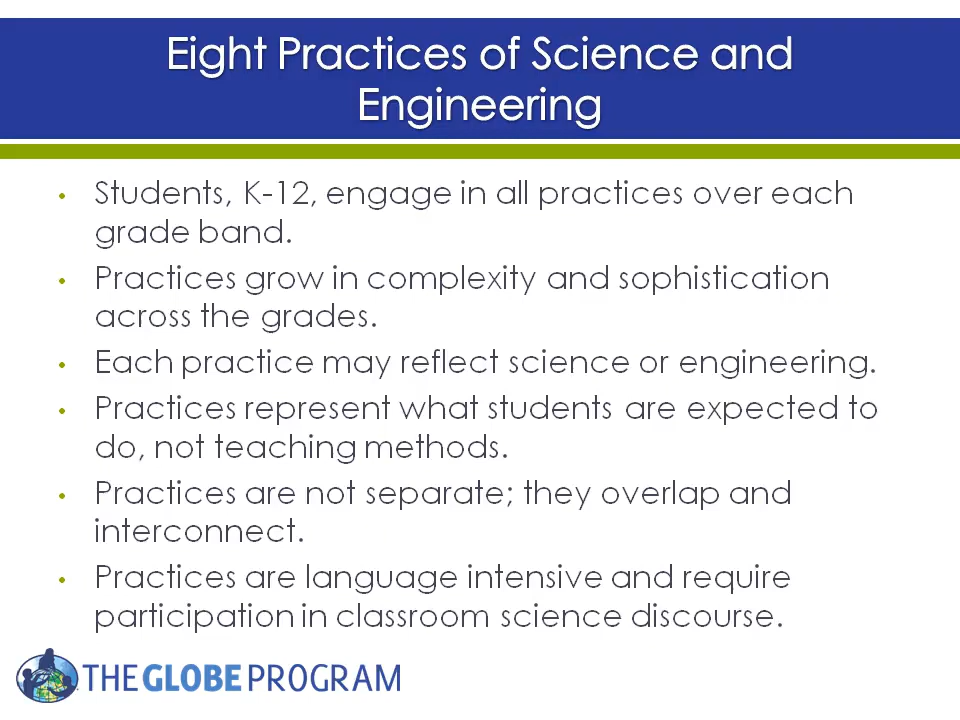 Eight Practices of Science and
Engineering
• Students, K-12, engage in all practices over each
grade band.
• Practices grow in complexity and sophistication
across the grades.
• Each practice may reflect science or engineering.
• Practices represent what students are expected to
do, not teaching methods.
• Practices are not separate; they overlap and
interconnect.
• Practices are language intensive and require
participation in classroom science discourse.
THE GLOBE PROGRAM